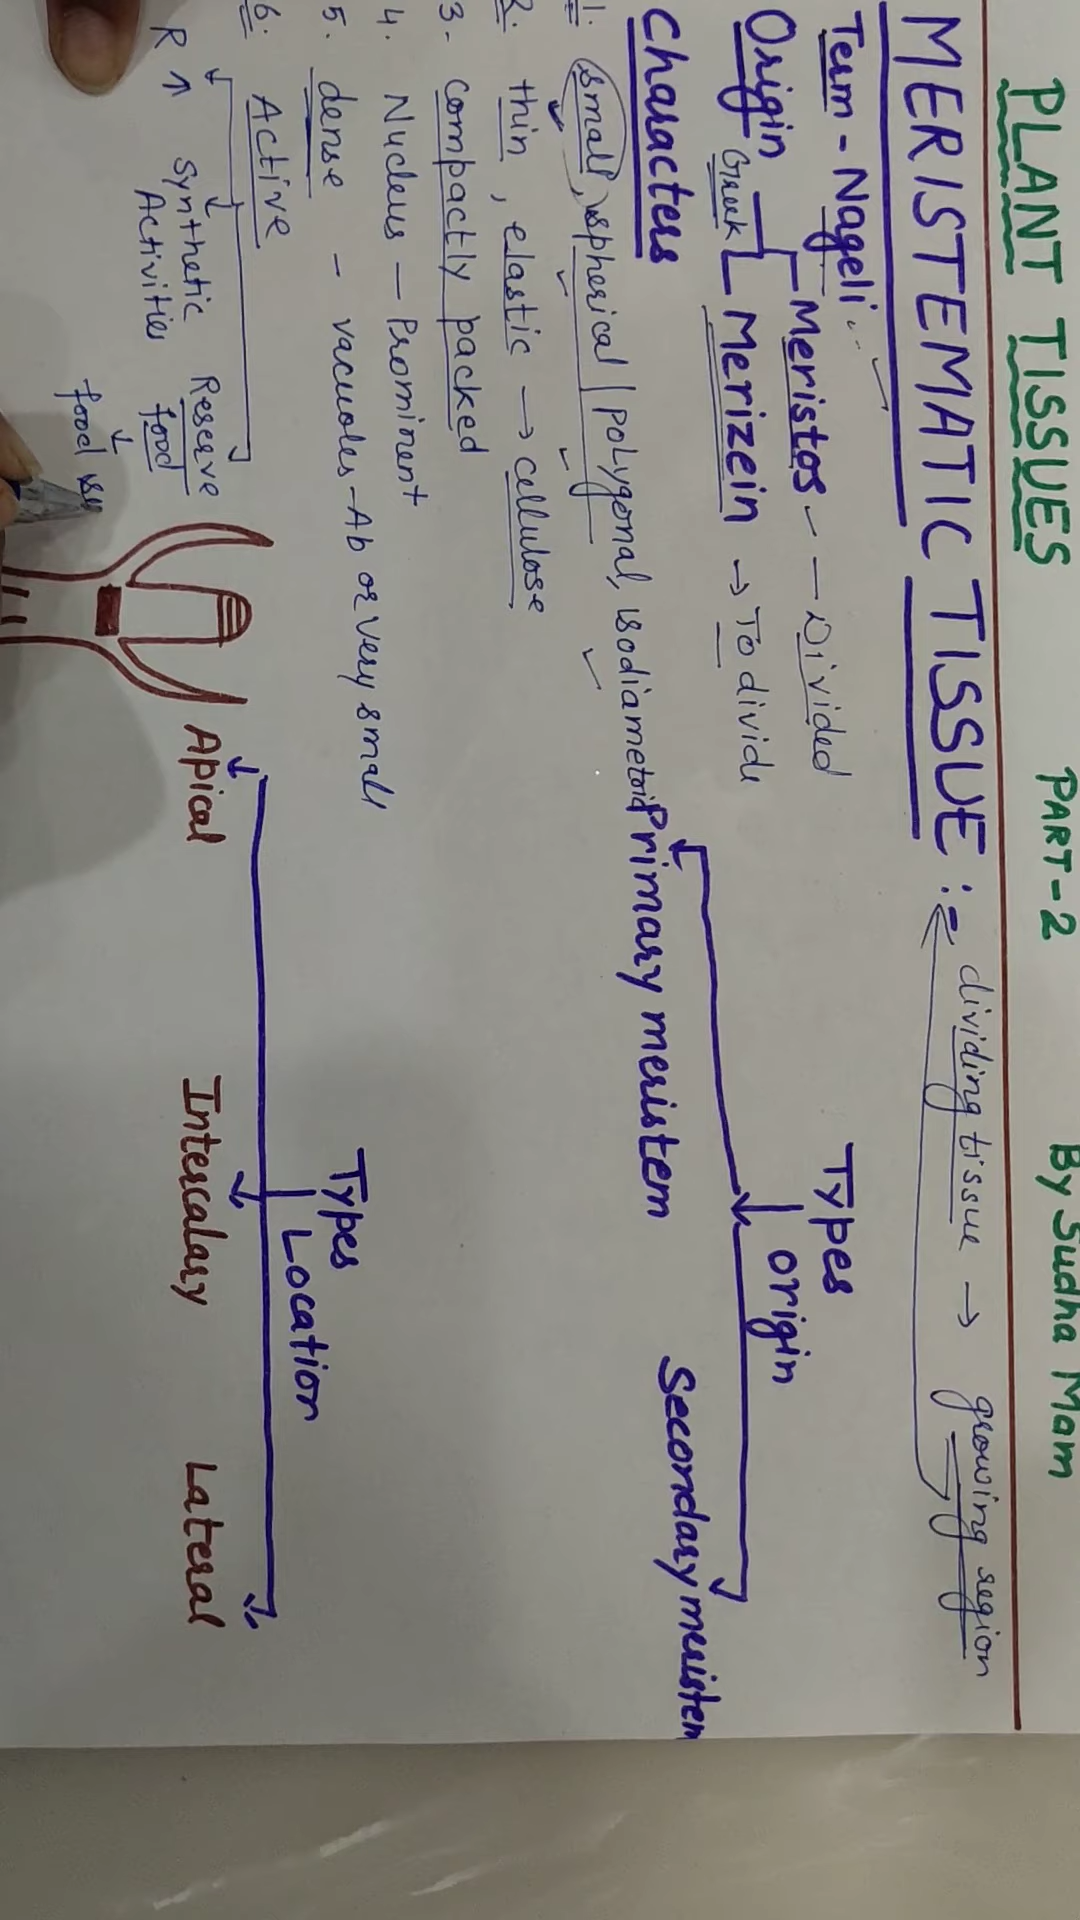 PLANT TISSUES PART-2 By Sudha Mam
MERISTEMATIC TISSUE :- dividing tissue → growing region
Term - Nageli
Origin Meristos - Divided
Greek Merizein → To divide
Characters
1. small, spherical | polygonal, isodiametoid
2. thin, elastic → cellulose
3. compactly packed
4. Nucleus - Prominent
5. dense - vacuoles - Ab or very small
6. Active
R ↑ Synthetic Activities Reserve food
↓
food is
Types
Origin
Primary meristem Secondary meristem
Types
Location
Apical Intercalary Lateral